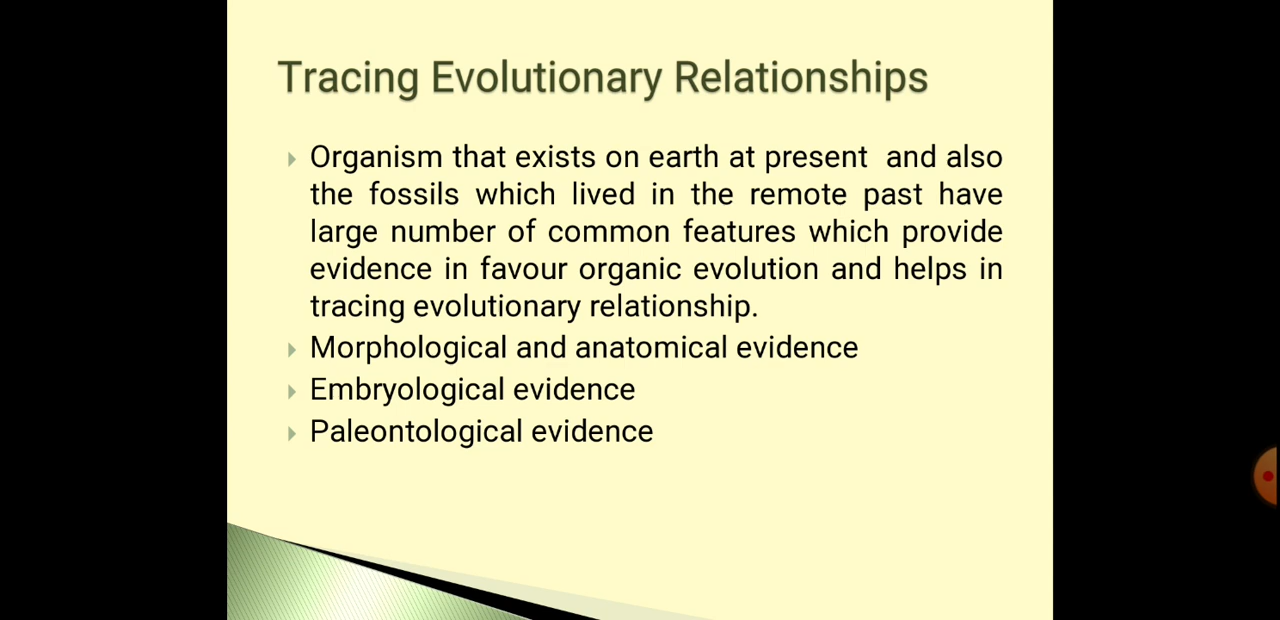 Tracing Evolutionary Relationships
Organism that exists on earth at present and also
the fossils which lived in the remote past have
large number of common features which provide
evidence in favour organic evolution and helps in
tracing evolutionary relationship.
Morphological and anatomical evidence
Embryological evidence
Paleontological evidence